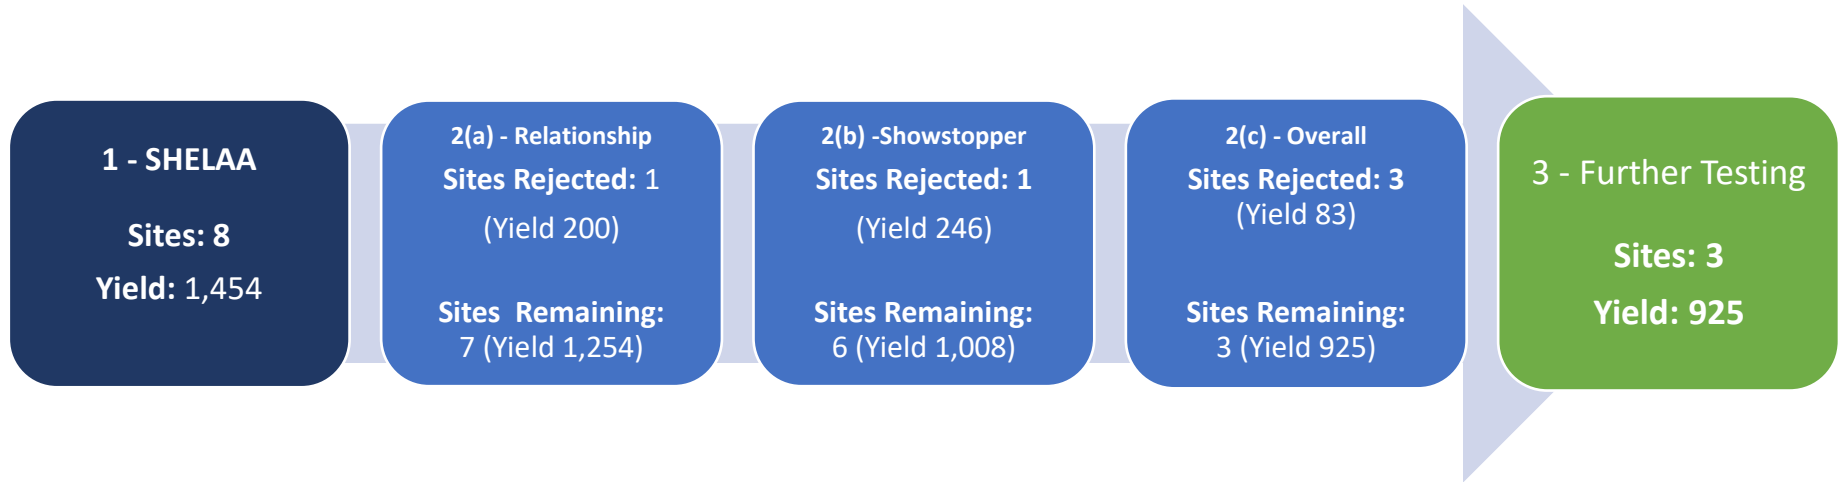 1 - SHELAA
Sites: 8
Yield: 1,454
2(a) - Relationship
Sites Rejected: 1
(Yield 200)
Sites Remaining:
7 (Yield 1,254)
2(b) -Showstopper
Sites Rejected: 1
(Yield 246)
Sites Remaining:
6 (Yield 1,008)
2(c) - Overall
Sites Rejected: 3
(Yield 83)
Sites Remaining:
3 (Yield 925)
3 - Further Testing
Sites: 3
Yield: 925